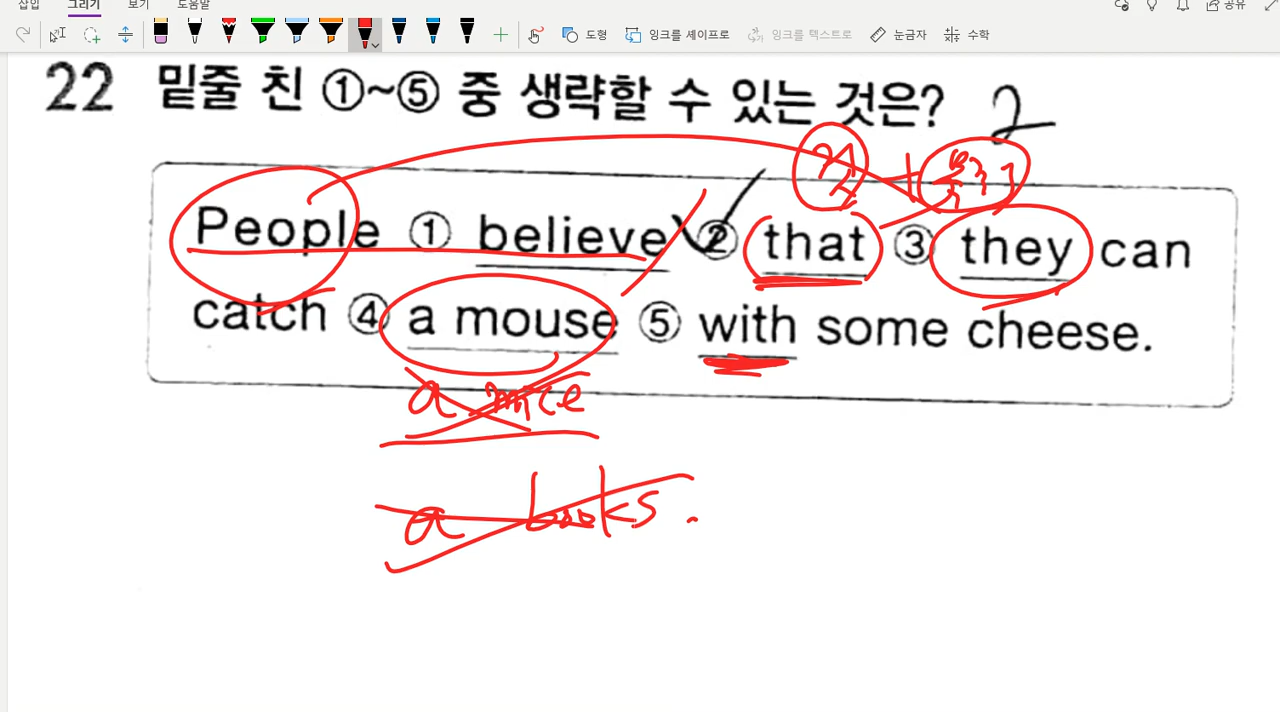 삽입 그리기 보기 도움말 공유
도형 잉크를 셰이프로 잉크를 텍스트로 눈금자 수학
22 밑줄 친 ①~⑤ 중 생략할 수 있는 것은? 2
People ① believe ② that ③ they can
catch ④ a mouse ⑤ with some cheese.
a mice
a books.